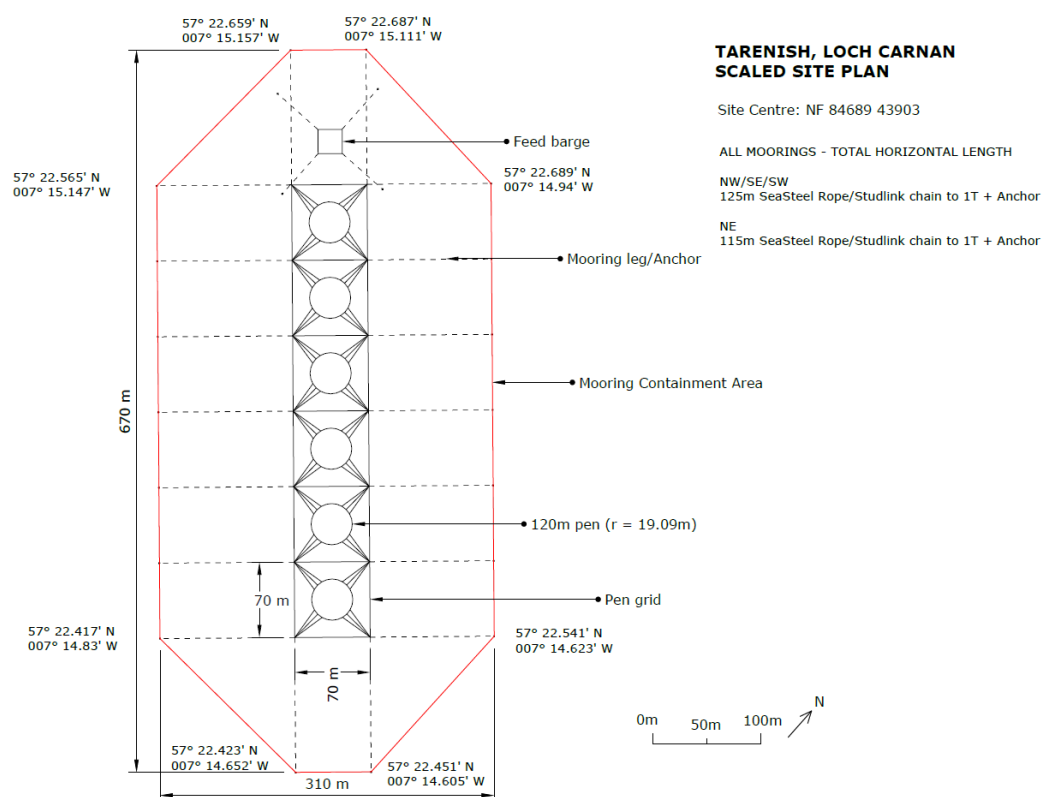 57° 22.659' N
007° 15.157' W
57° 22.687' N
007° 15.111' W
TARENISH, LOCH CARNAN
SCALED SITE PLAN
Site Centre: NF 84689 43903
ALL MOORINGS - TOTAL HORIZONTAL LENGTH
NW/SE/SW
125m SeaSteel Rope/Studlink chain to 1T + Anchor
NE
115m SeaSteel Rope/Studlink chain to 1T + Anchor
Feed barge
57° 22.565' N
007° 15.147' W
57° 22.689' N
007° 14.94' W
Mooring leg/Anchor
Mooring Containment Area
670 m
120m pen (r = 19.09m)
70 m
Pen grid
57° 22.417' N
007° 14.83' W
57° 22.541' N
007° 14.623' W
70 m
0m
50m
100m
N
57° 22.423' N
007° 14.652' W
57° 22.451' N
007° 14.605' W
310 m